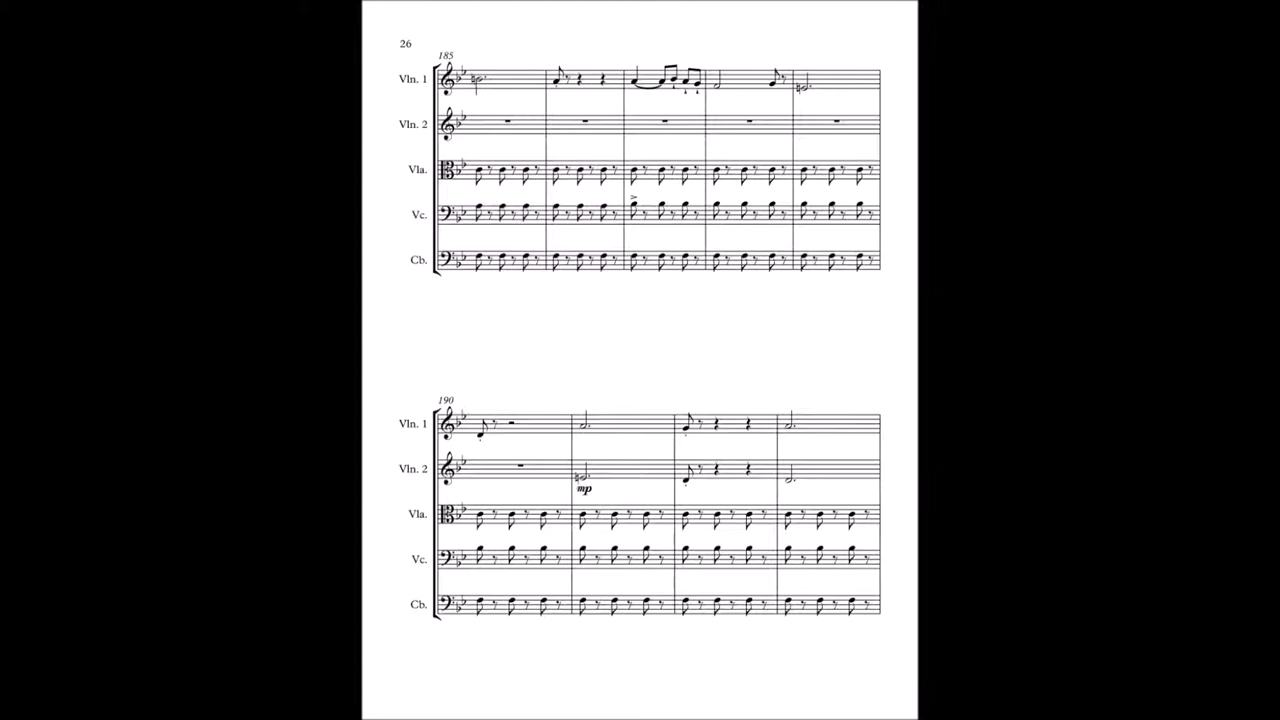 26
185
Vln. 1
Vln. 2
Vla.
Vc.
Cb.
190
Vln. 1
Vln. 2
mp
Vla.
Vc.
Cb.